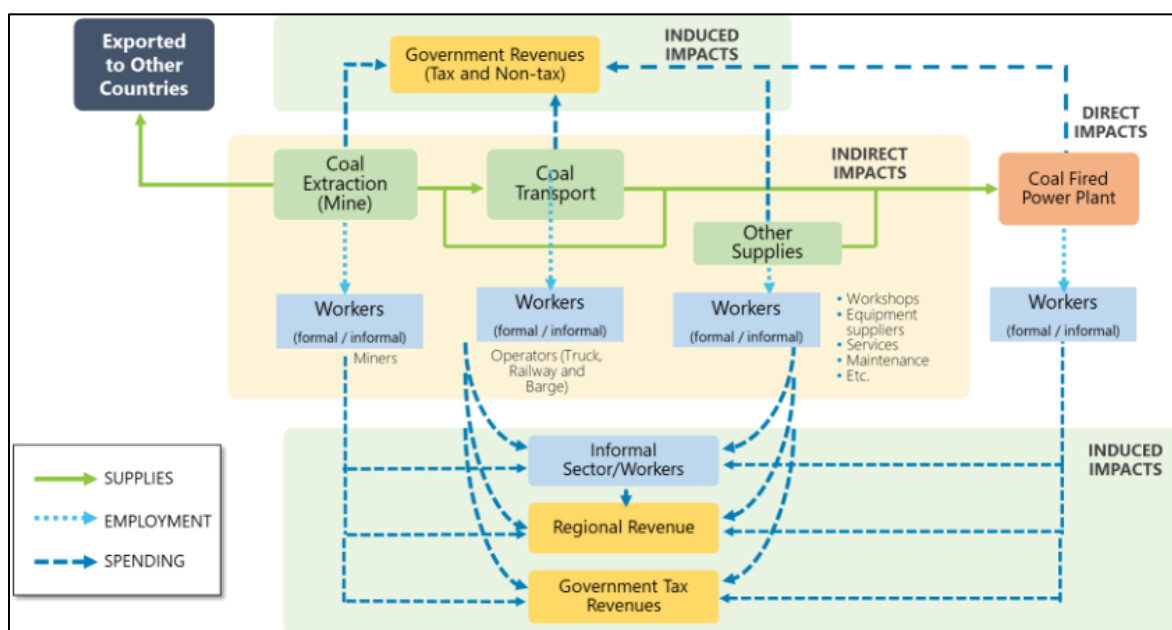 Exported
to Other
Countries
Government Revenues
(Tax and Non-tax)
INDUCED
IMPACTS
DIRECT
IMPACTS
Coal
Extraction
(Mine)
Coal
Transport
INDIRECT
IMPACTS
Coal Fired
Power Plant
Other
Supplies
Workers
(formal / informal)
Miners
Workers
(formal / informal)
Operators (Truck,
Railway and
Barge)
Workers
(formal / informal)
• Workshops
• Equipment
suppliers
• Services
• Maintenance
• Etc.
Workers
(formal / informal)
Informal
Sector/Workers
INDUCED
IMPACTS
Regional Revenue
Government Tax
Revenues
SUPPLIES
EMPLOYMENT
SPENDING